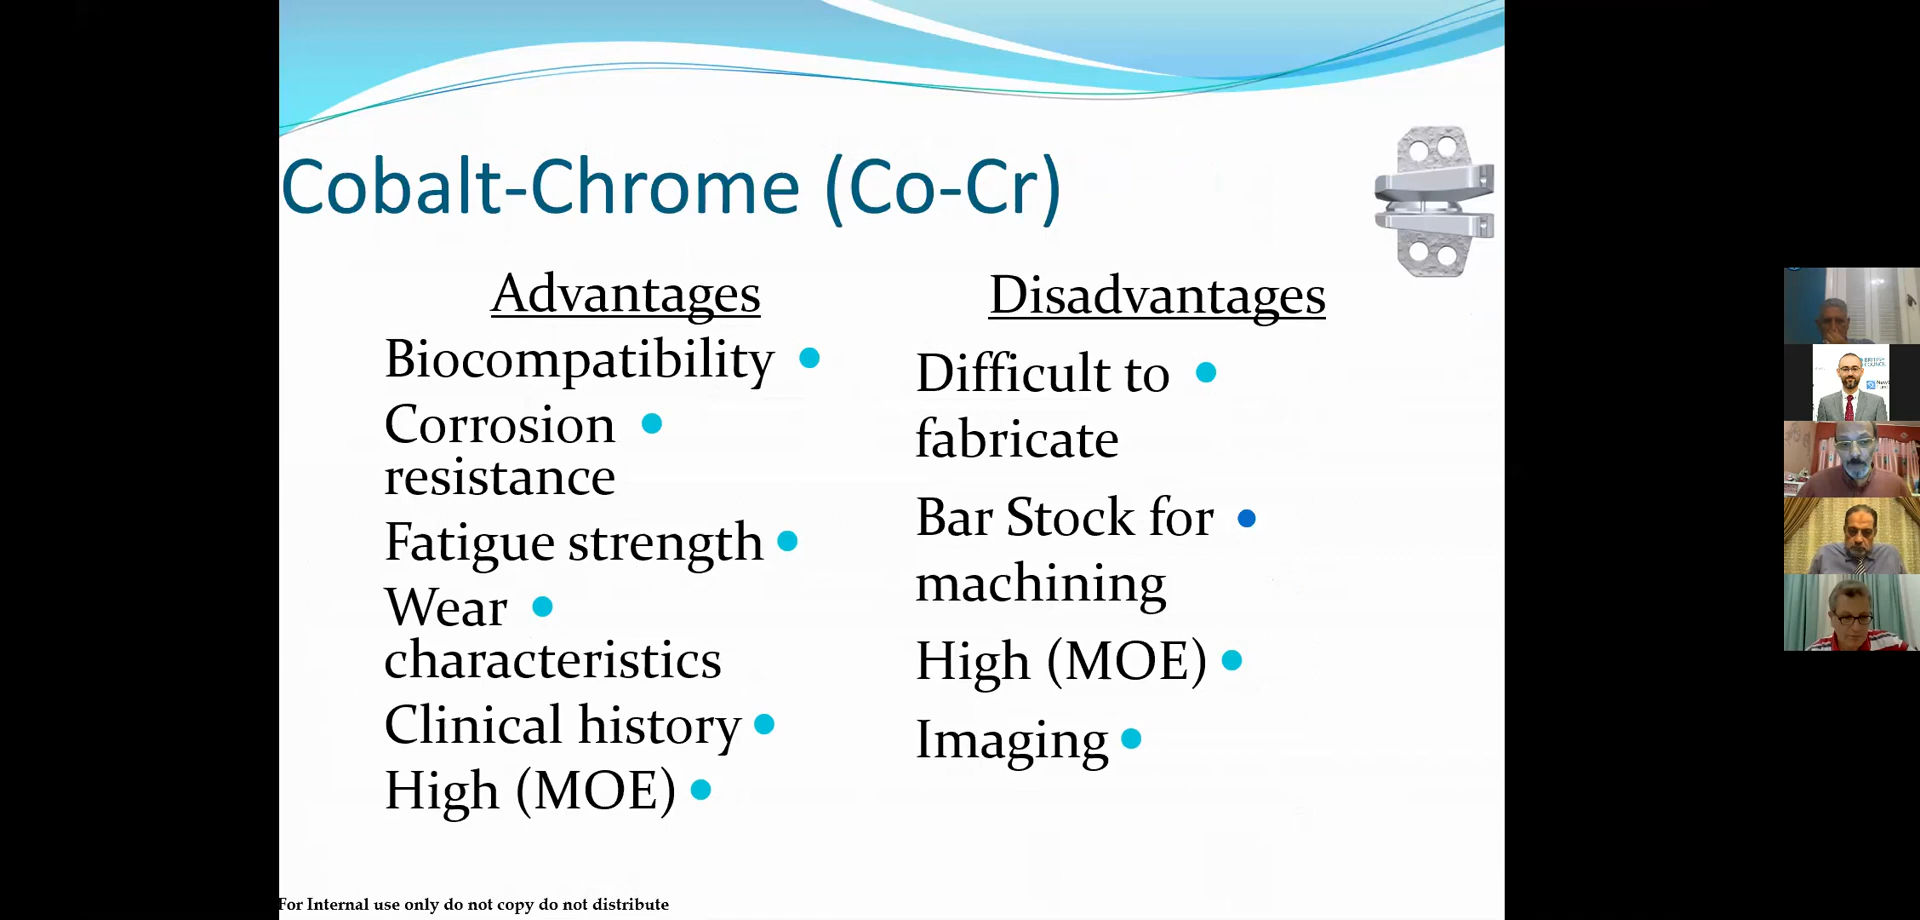 Cobalt-Chrome (Co-Cr)
Advantages
Biocompatibility •
Corrosion •
resistance
Fatigue strength •
Wear •
characteristics
Clinical history •
High (MOE) •
Disadvantages
Difficult to •
fabricate
Bar Stock for •
machining
High (MOE) •
Imaging •
For Internal use only do not copy do not distribute